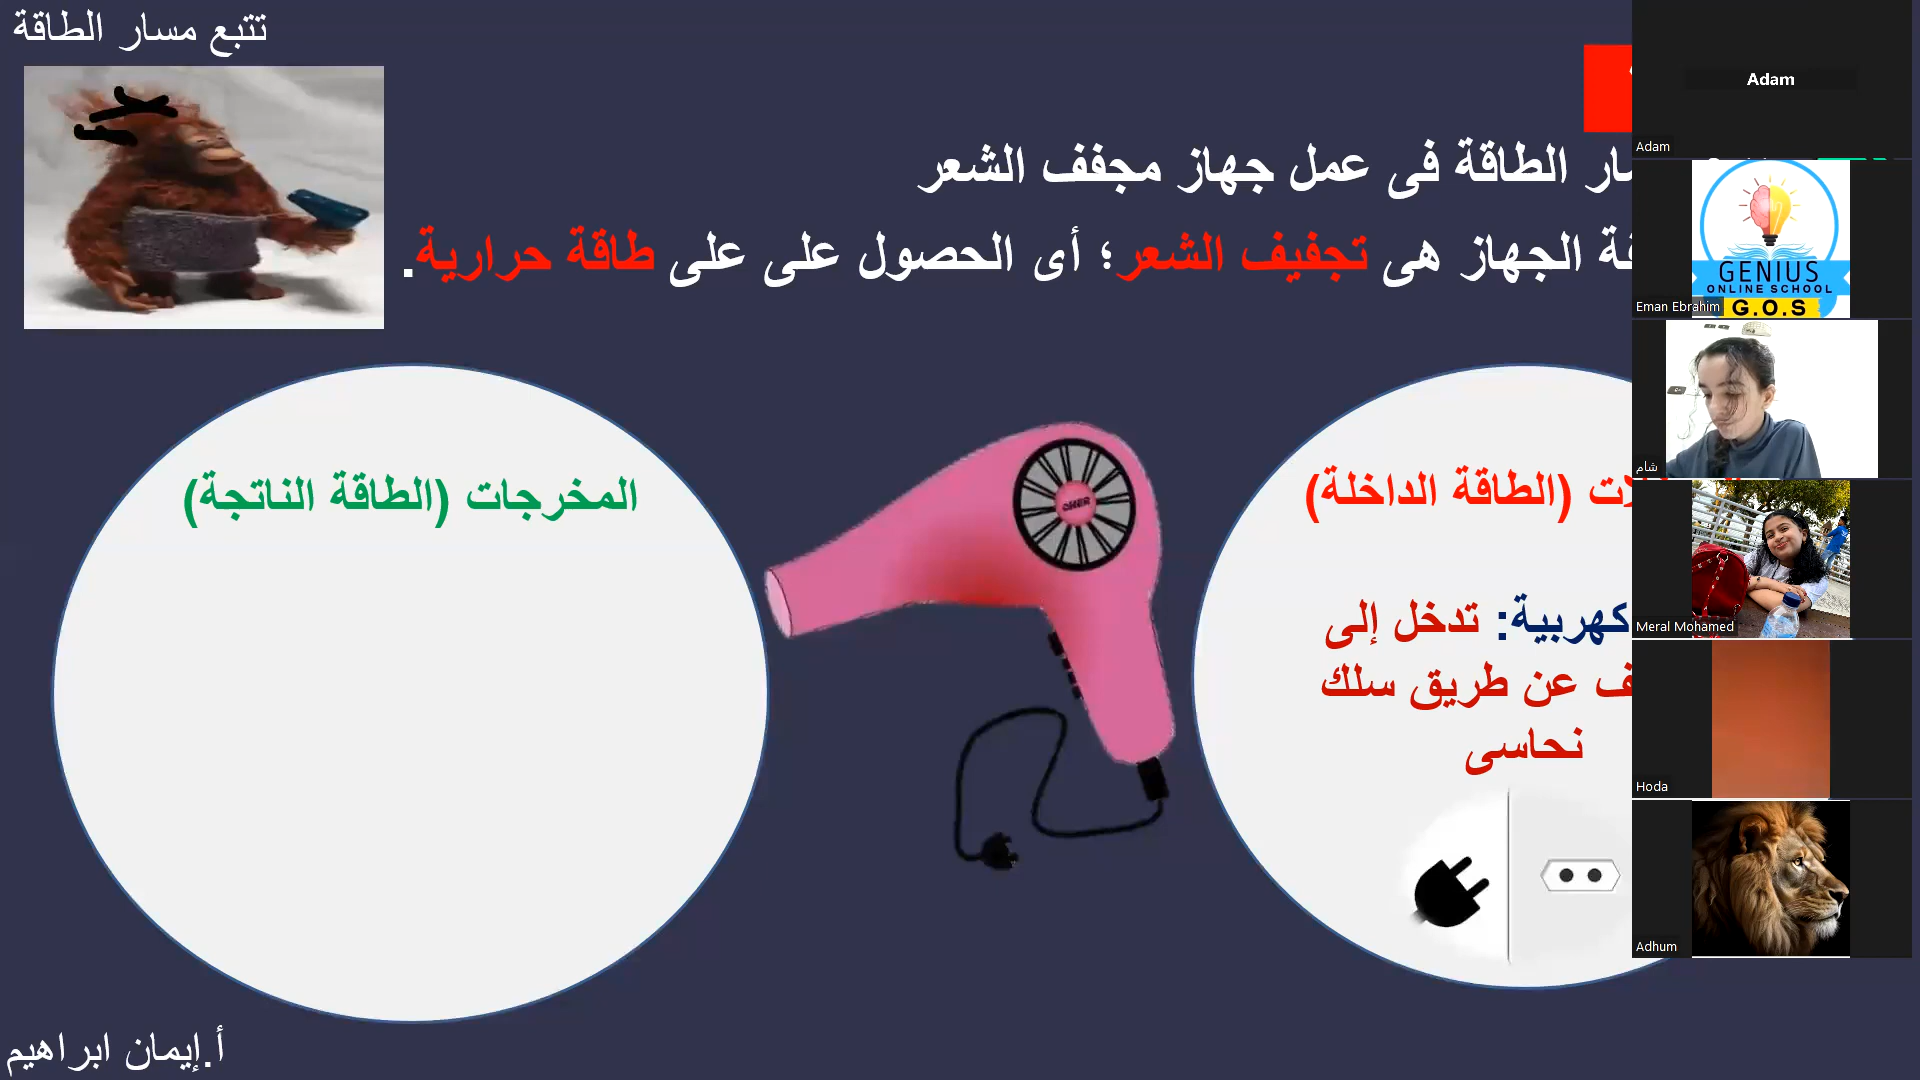 تتبع مسار الطاقة
الطاقة فى عمل جهاز مجفف الشعر
الجهاز هى تجفيف الشعر؛ أى الحصول على على طاقة حرارية.
المخرجات (الطاقة الناتجة)
(الطاقة الداخلة)
كهربية: تدخل إلى
عن طريق سلك
نحاسى
أ.إيمان ابراهيم
Adam
Adam
GENIUS
ONLINE SCHOOL
G.O.S
Eman Ebrahim
شام
Meral Mohamed
Hoda
Adhum